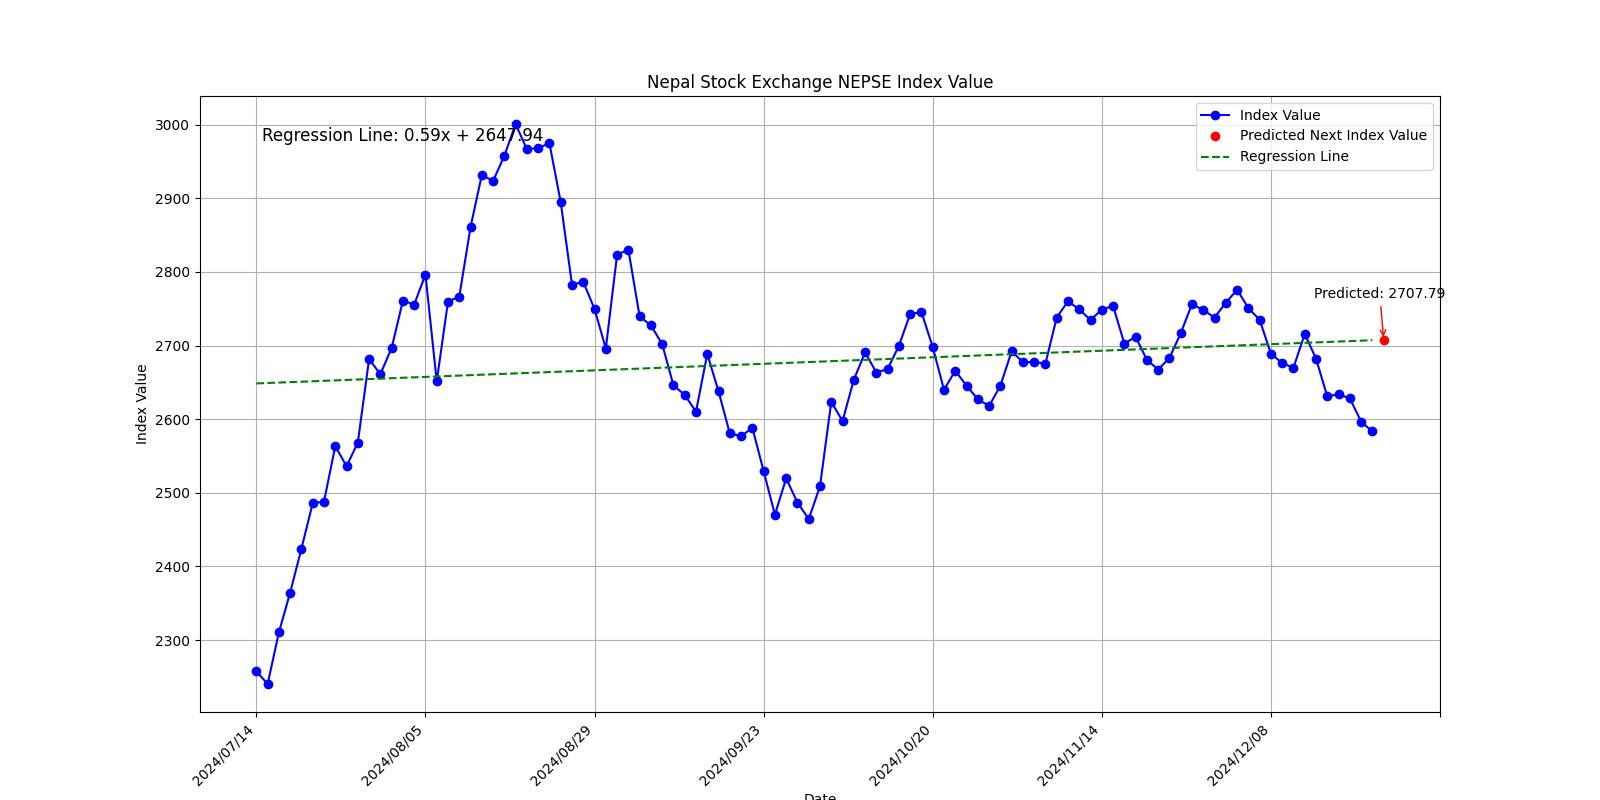 Nepal Stock Exchange NEPSE Index Value
Regression Line: 0.59x + 2647.94
Index Value
Predicted Next Index Value
Regression Line
Predicted: 2707.79
Index Value
3000
2900
2800
2700
2600
2500
2400
2300
2024/07/14
2024/08/05
2024/08/29
2024/09/23
2024/10/20
2024/11/14
2024/12/08
Date